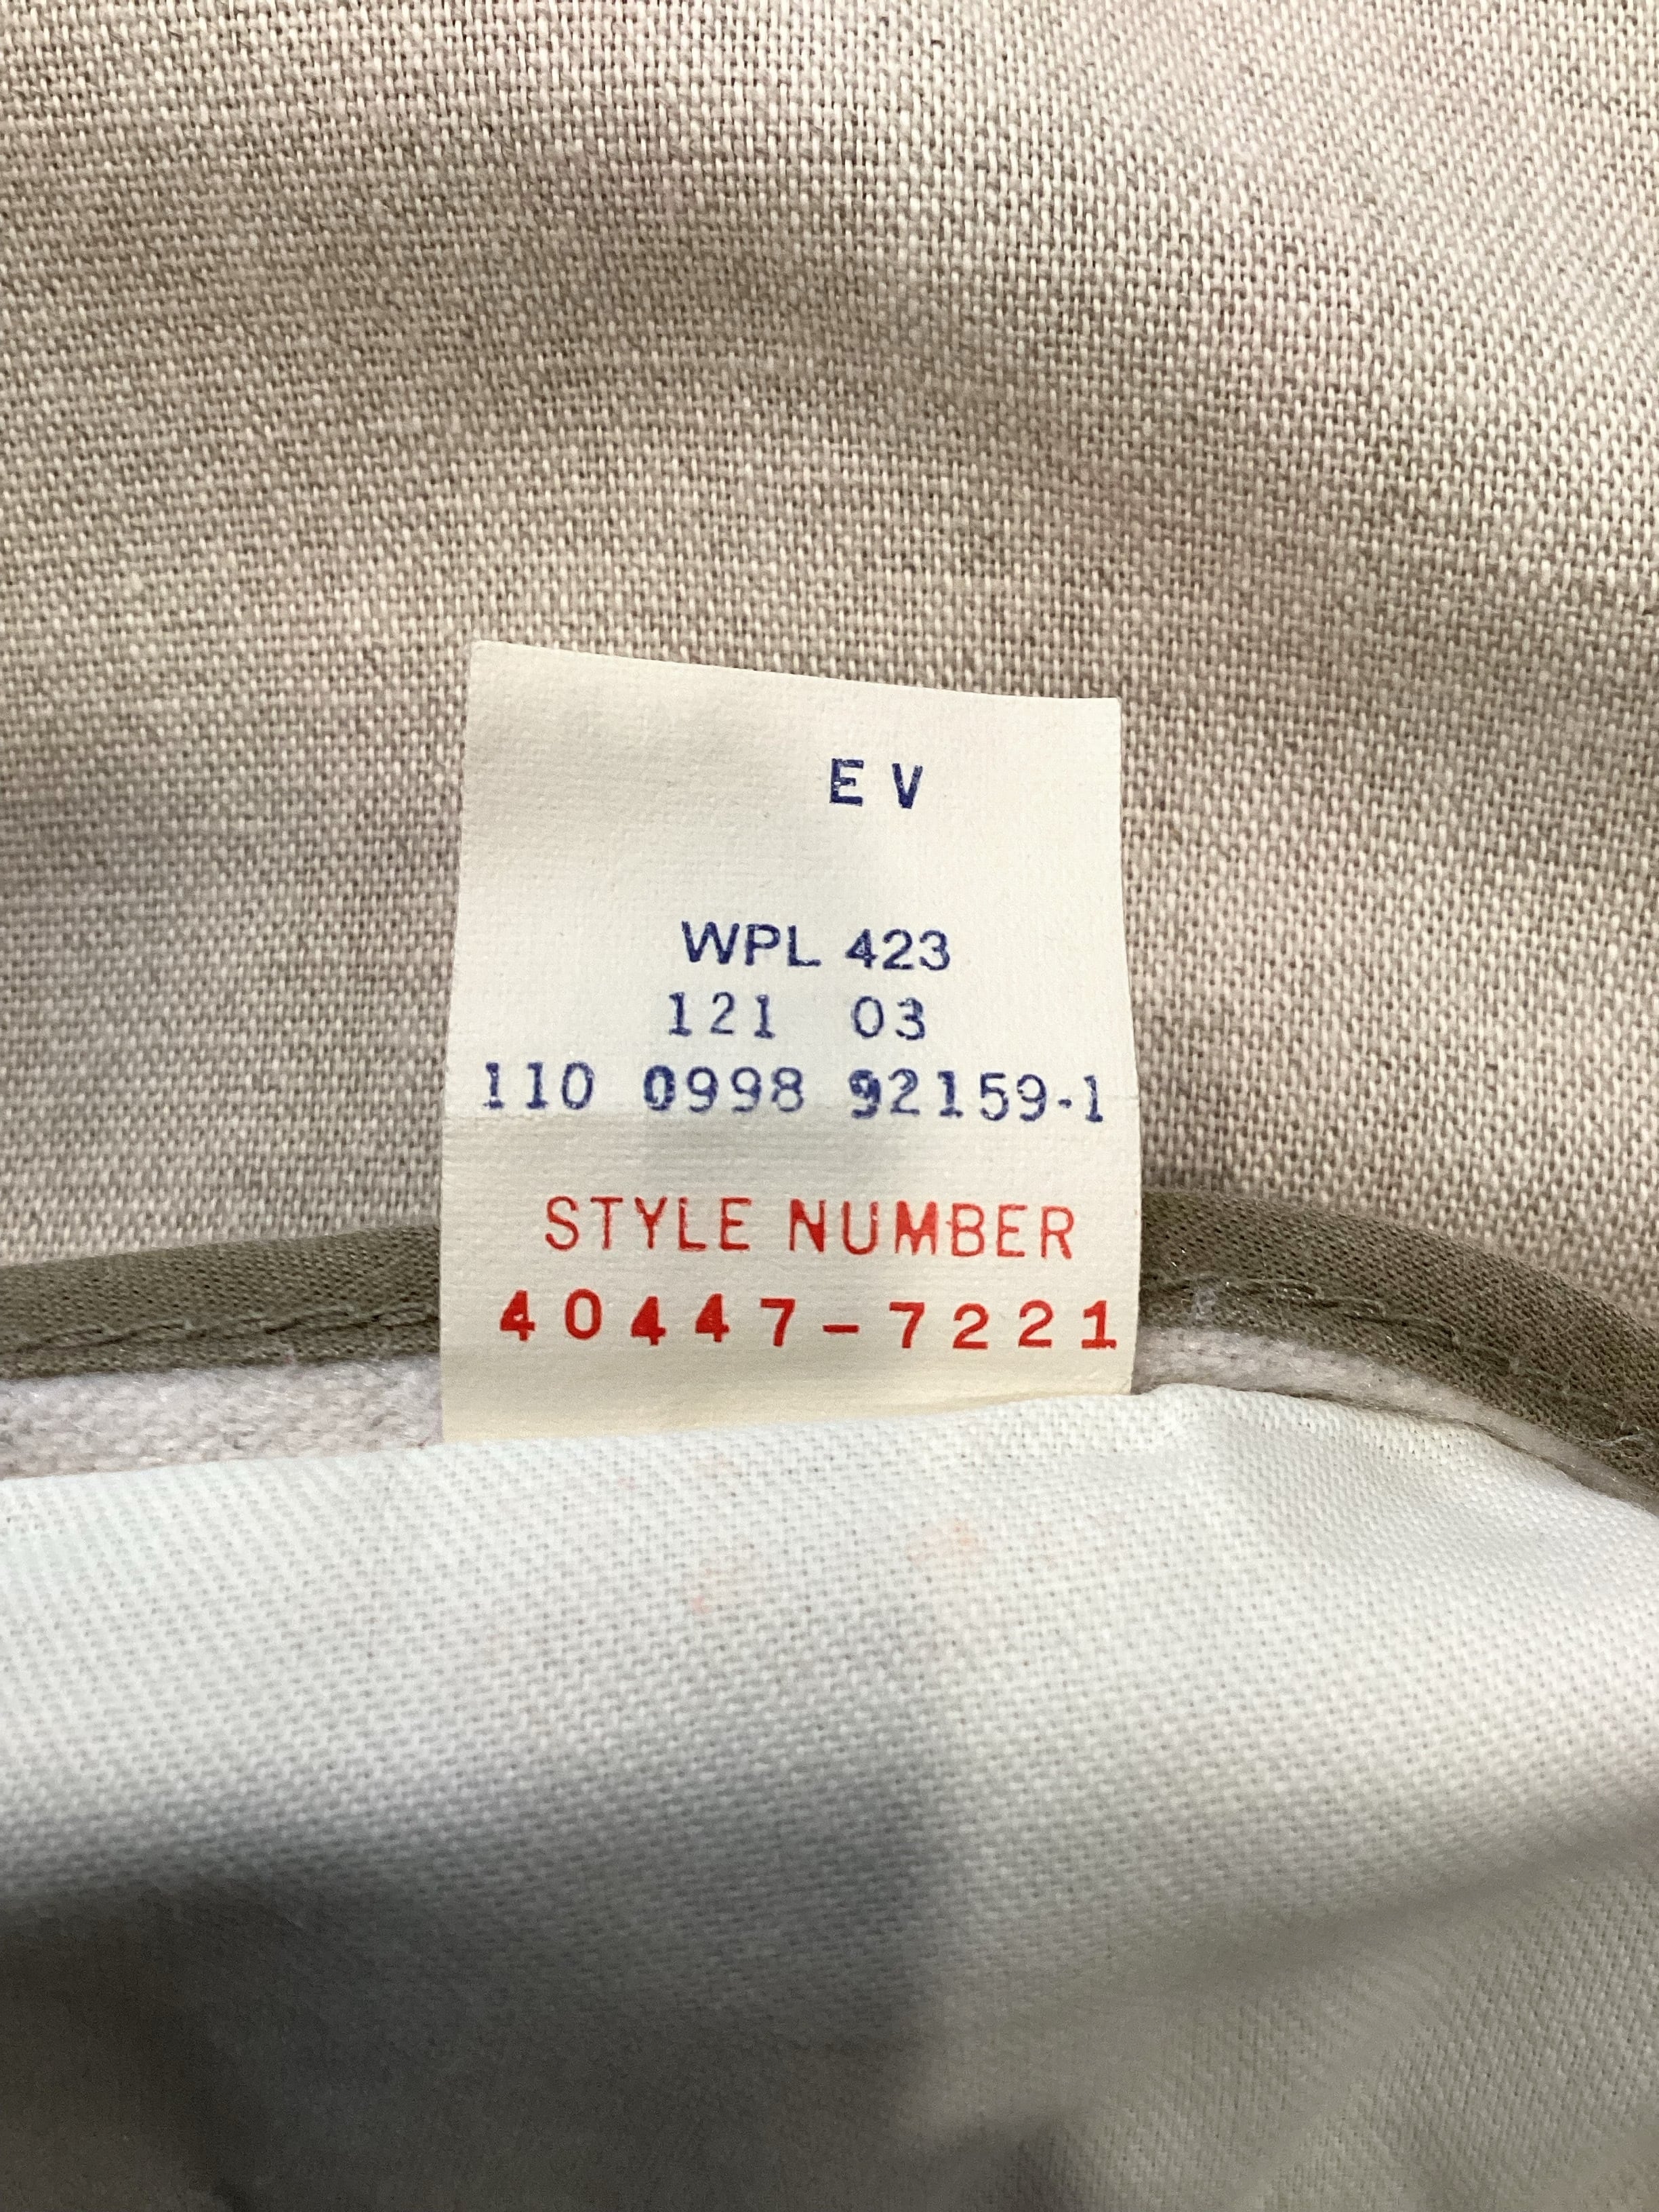 E V
WPL 423
121 03
110 0998 92159-1
STYLE NUMBER
40447-7221